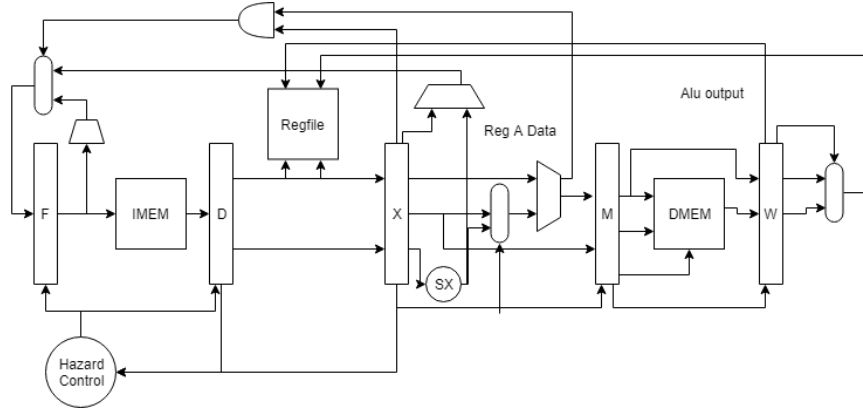 Alu output
Regfile
Reg A Data
F
IMEM
D
X
M
DMEM
W
SX
Hazard
Control